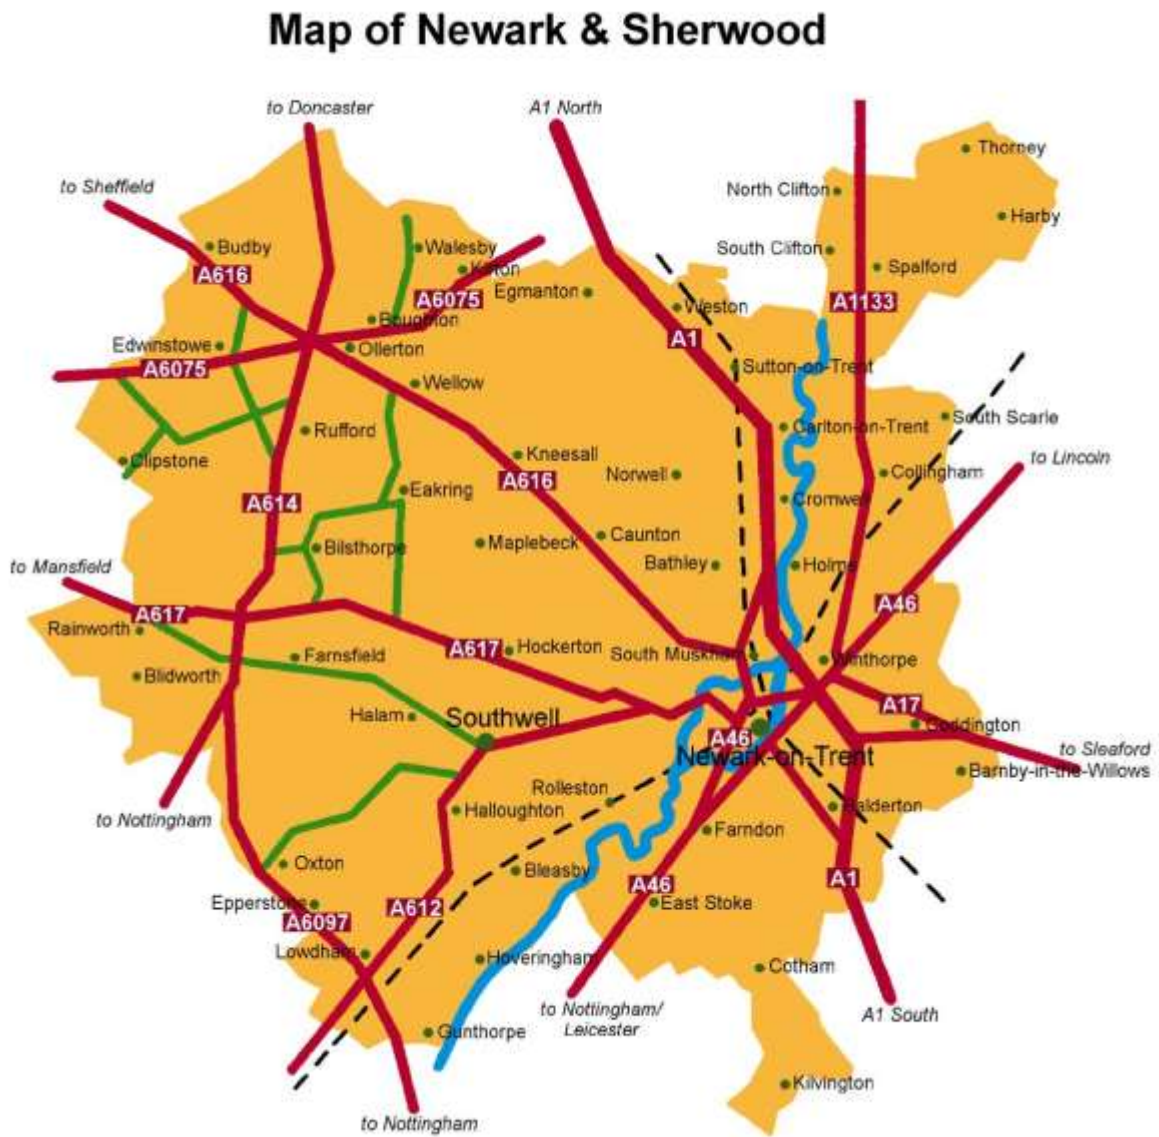 Map of Newark & Sherwood
to Doncaster
A1 North
Thorney
to Sheffield
North Clifton
Harby
Budby
Walesby
South Clifton
Spalford
A616
Kirton
Egmanton
A6075
Weston
A1133
Boughton
A1
Edwinstowe
Ollerton
A6075
Sutton-on-Trent
Wellow
South Scarle
Rufford
Carlton-on-Trent
Clipstone
Kneesall
to Lincoln
Norwell
A616
Collingham
A614
Eakring
Cromwell
Bilsthorpe
Maplebeck
Caunton
to Mansfield
Bathley
Holme
A617
A46
Rainworth
A617
Hockerton
Farnsfield
South Muskham
Winthorpe
Blidworth
A17
Halam
Southwell
Coddington
A46
to Sleaford
Newark-on-Trent
Barnby-in-the-Willows
Rolleston
to Nottingham
Halloughton
Balderton
Farndon
Oxton
Bleasby
A46
A1
Epperstone
A612
East Stoke
A6097
Lowdham
Hoveringham
Cotham
to Nottingham/
Leicester
A1 South
Gunthorpe
Kilvington
to Nottingham